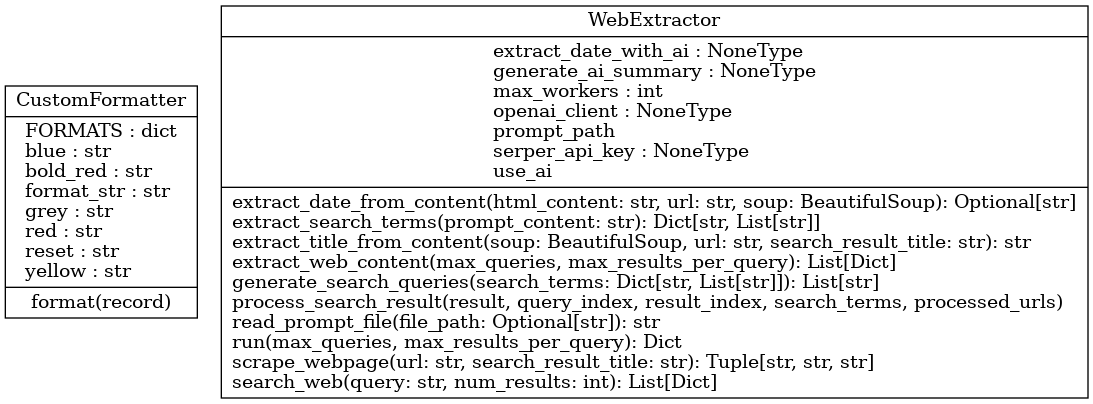 CustomFormatter
FORMATS : dict
blue : str
bold_red : str
format_str : str
grey : str
red : str
reset : str
yellow : str
format(record)
WebExtractor
extract_date_with_ai : NoneType
generate_ai_summary : NoneType
max_workers : int
openai_client : NoneType
prompt_path
serper_api_key : NoneType
use_ai
extract_date_from_content(html_content: str, url: str, soup: BeautifulSoup): Optional[str]
extract_search_terms(prompt_content: str): Dict[str, List[str]]
extract_title_from_content(soup: BeautifulSoup, url: str, search_result_title: str): str
extract_web_content(max_queries, max_results_per_query): List[Dict]
generate_search_queries(search_terms: Dict[str, List[str]]): List[str]
process_search_result(result, query_index, result_index, search_terms, processed_urls)
read_prompt_file(file_path: Optional[str]): str
run(max_queries, max_results_per_query): Dict
scrape_webpage(url: str, search_result_title: str): Tuple[str, str, str]
search_web(query: str, num_results: int): List[Dict]